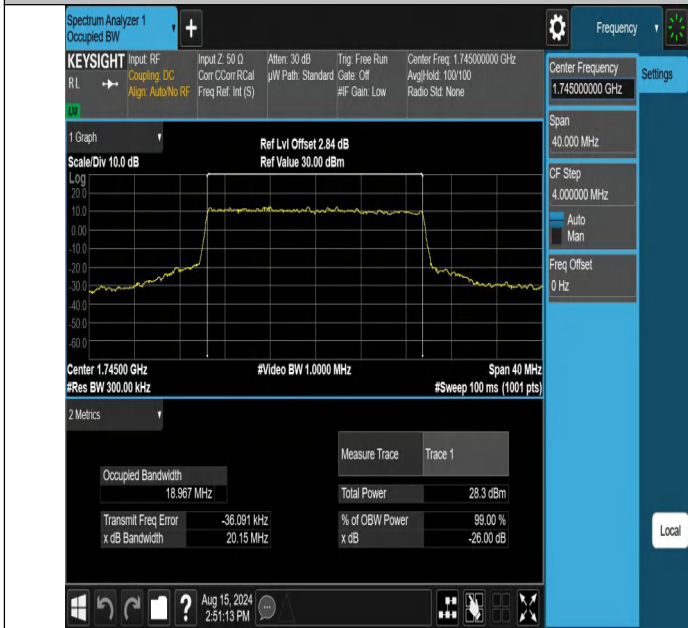 Spectrum Analyzer 1
Occupied BW
Frequency
KEYSIGHT
RL
LXI
Input: RF
Coupling: DC
Align: Auto/No RF
Input Z: 50 Ω
Corr CCorr RCal
Freq Ref: Int (S)
Atten: 30 dB
µW Path: Standard
Trig: Free Run
Gate: Off
#IF Gain: Low
Center Freq: 1.745000000 GHz
Avg|Hold: 100/100
Radio Std: None
Center Frequency
1.745000000 GHz
Settings
Span
40.000 MHz
CF Step
4.000000 MHz
Auto
Man
Freq Offset
0 Hz
Local
1 Graph
Scale/Div 10.0 dB
Ref Lvl Offset 2.84 dB
Ref Value 30.00 dBm
Log
20.0
10.0
0.00
-10.0
-20.0
-30.0
-40.0
-50.0
-60.0
Center 1.74500 GHz
#Res BW 300.00 kHz
#Video BW 1.0000 MHz
Span 40 MHz
#Sweep 100 ms (1001 pts)
2 Metrics
Measure Trace Trace 1
Occupied Bandwidth
18.967 MHz
Total Power 28.3 dBm
Transmit Freq Error -36.091 kHz
% of OBW Power 99.00 %
x dB Bandwidth 20.15 MHz
x dB -26.00 dB
?
Aug 15, 2024
2:51:13 PM